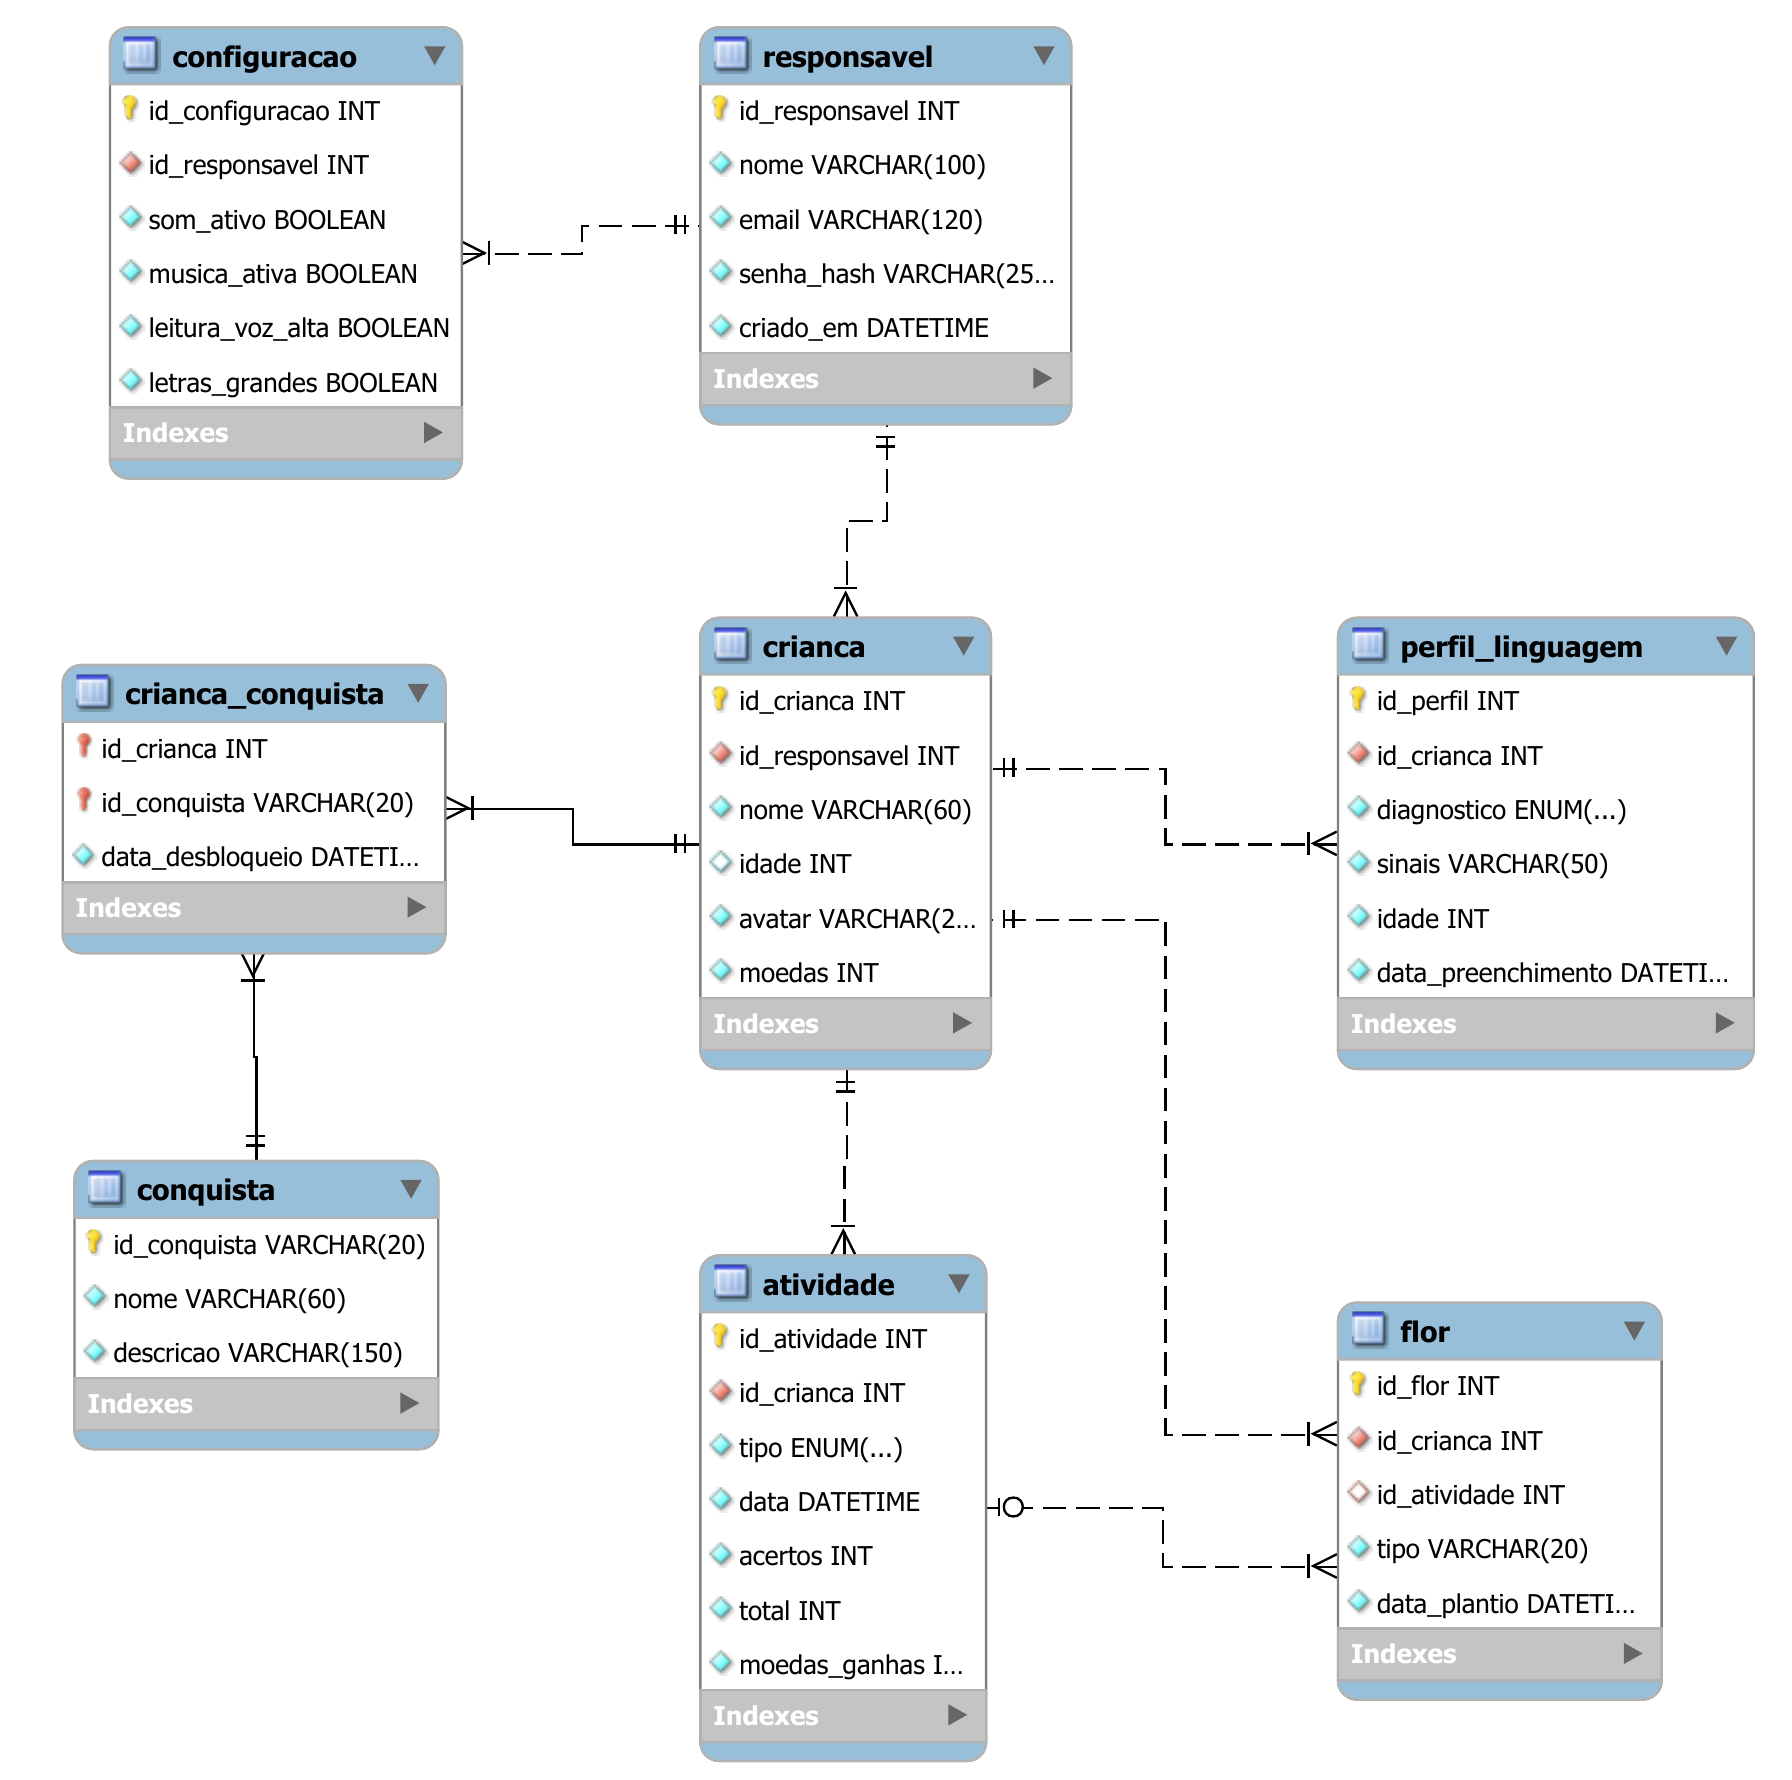 configuracao
id_configuracao INT
id_responsavel INT
som_ativo BOOLEAN
musica_ativa BOOLEAN
leitura_voz_alta BOOLEAN
letras_grandes BOOLEAN
Indexes
responsavel
id_responsavel INT
nome VARCHAR(100)
email VARCHAR(120)
senha_hash VARCHAR(25...
criado_em DATETIME
Indexes
crianca_conquista
id_crianca INT
id_conquista VARCHAR(20)
data_desbloqueio DATETI...
Indexes
crianca
id_crianca INT
id_responsavel INT
nome VARCHAR(60)
idade INT
avatar VARCHAR(2...
moedas INT
Indexes
perfil_linguagem
id_perfil INT
id_crianca INT
diagnostico ENUM(...)
sinais VARCHAR(50)
idade INT
data_preenchimento DATETI...
Indexes
conquista
id_conquista VARCHAR(20)
nome VARCHAR(60)
descricao VARCHAR(150)
Indexes
atividade
id_atividade INT
id_crianca INT
tipo ENUM(...)
data DATETIME
acertos INT
total INT
moedas_ganhas I...
Indexes
flor
id_flor INT
id_crianca INT
id_atividade INT
tipo VARCHAR(20)
data_plantio DATETI...
Indexes